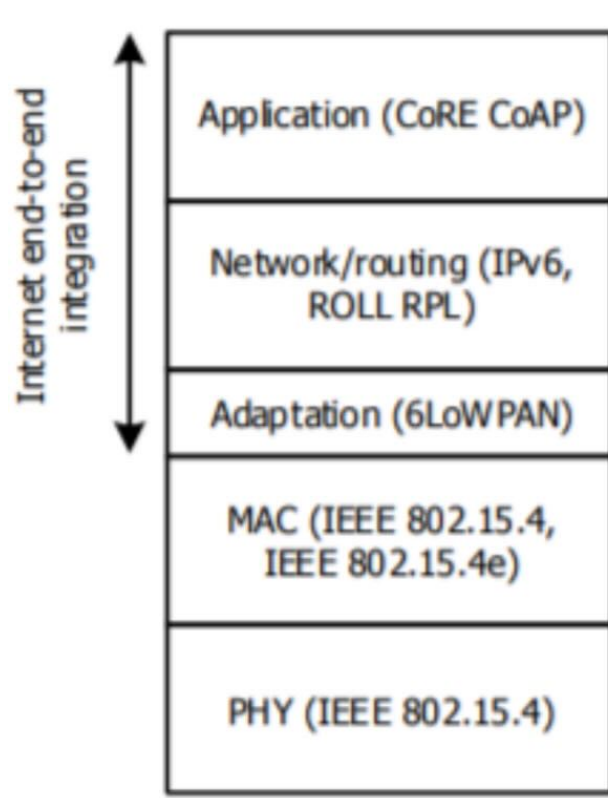 Internet end-to-end
integration
Application (CoRE CoAP)
Network/routing (IPv6,
ROLL RPL)
Adaptation (6LoWPAN)
MAC (IEEE 802.15.4,
IEEE 802.15.4e)
PHY (IEEE 802.15.4)